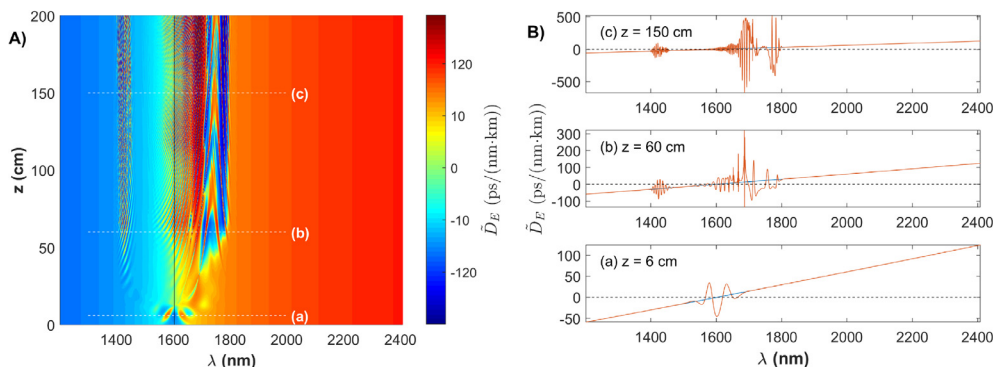 A)
200
150
100
50
0
z (cm)
(c)
(b)
(a)
1400 1600 1800 2000 2200 2400
λ (nm)
120
10
0
-10
-120
D̃_E (ps/(nm·km))
B)
500
0
-500
(c) z = 150 cm
1400 1600 1800 2000 2200 2400
300
200
100
0
-100
(b) z = 60 cm
1400 1600 1800 2000 2200 2400
D̃_E (ps/(nm·km))
100
50
0
-50
(a) z = 6 cm
1400 1600 1800 2000 2200 2400
λ (nm)